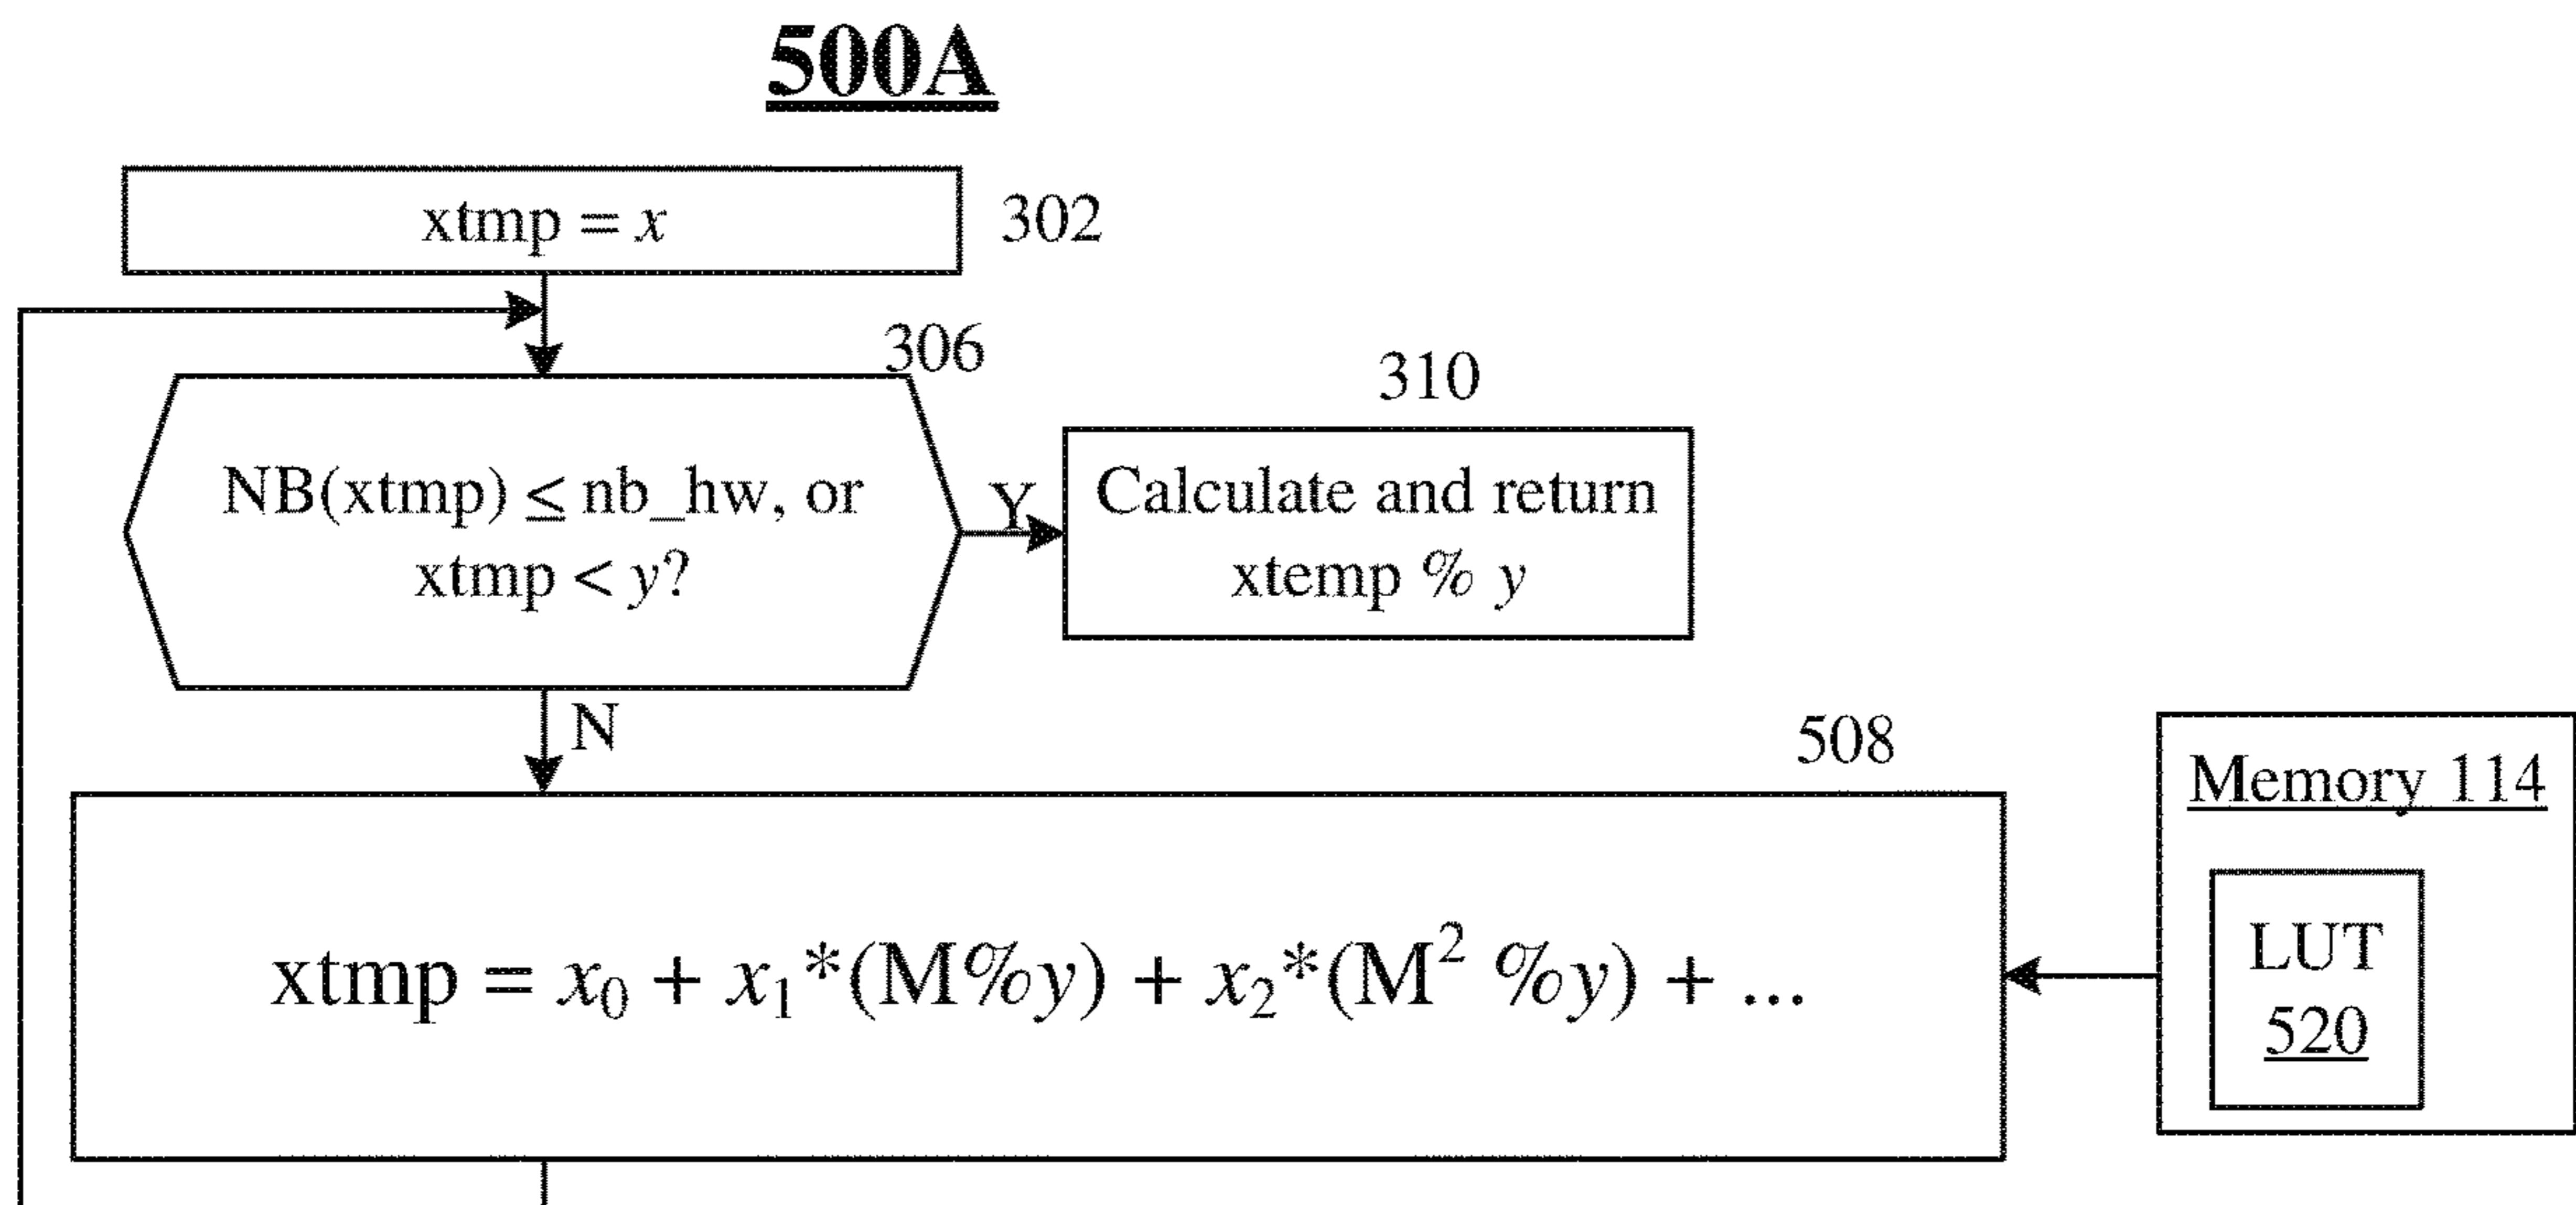 500A
xtmp = x
302
306
NB(xtmp) ≤ nb_hw, or
xtmp < y?
Y
310
Calculate and return
xtemp % y
N
508
xtmp = x₀ + x₁*(M%y) + x₂*(M² %y) + ...
Memory 114
LUT
520